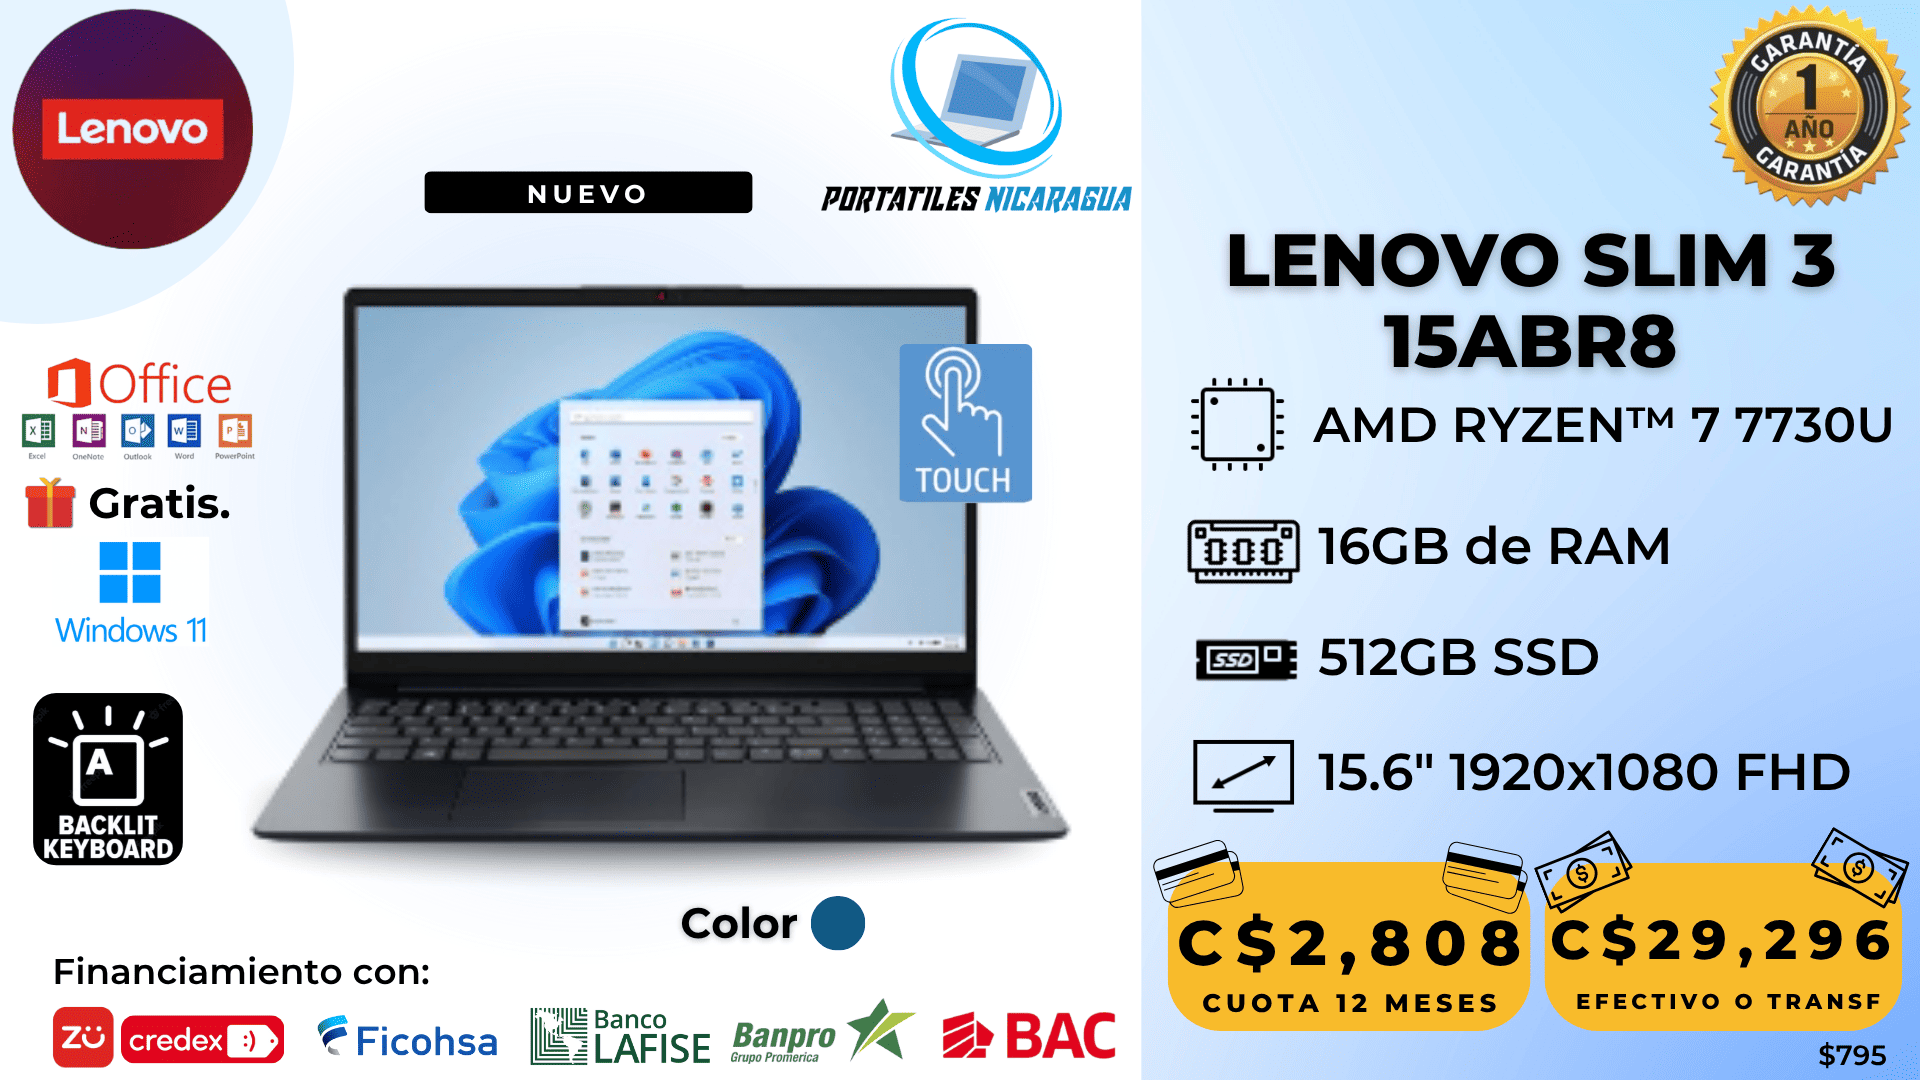 Lenovo
NUEVO
PORTATILES NICARAGUA
GARANTÍA
1
AÑO
GARANTÍA
LENOVO SLIM 3
15ABR8
AMD RYZEN™ 7 7730U
16GB de RAM
512GB SSD
SSD
15.6" 1920x1080 FHD
Office
Excel
OneNote
Outlook
Word
PowerPoint
Gratis.
Windows 11
TOUCH
A
BACKLIT
KEYBOARD
Color
Financiamiento con:
zü
credex :)
Ficohsa
Banco
LAFISE
Banpro
Grupo Promerica
BAC
C$2,808
CUOTA 12 MESES
C$29,296
EFECTIVO O TRANSF
$795